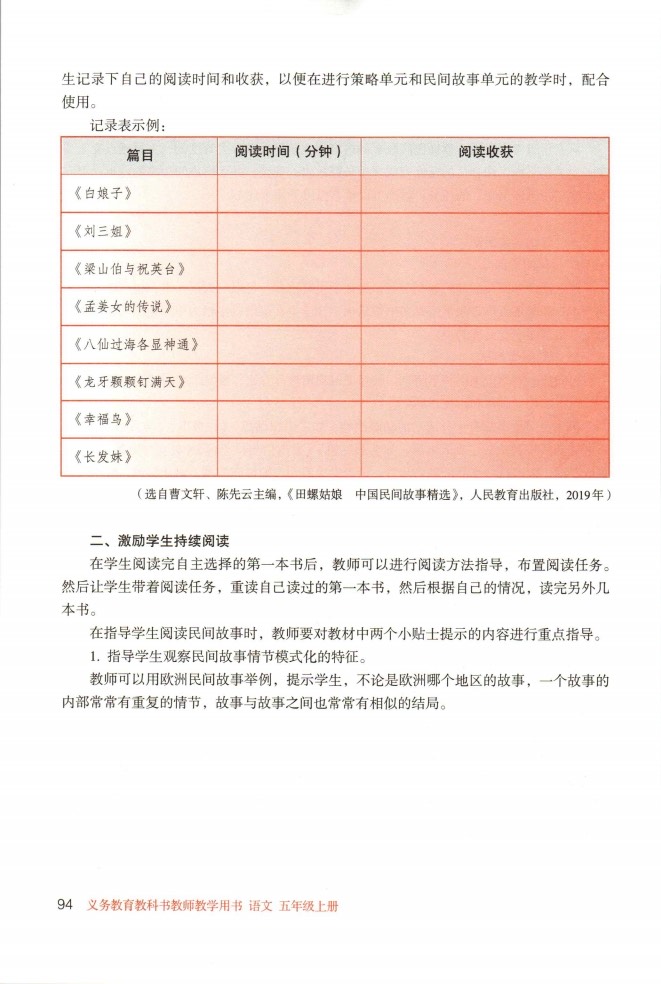 生记录下自己的阅读时间和收获，以便在进行策略单元和民间故事单元的教学时，配合
使用。
记录表示例：
篇目 阅读时间（分钟） 阅读收获
《白娘子》
《刘三姐》
《梁山伯与祝英台》
《孟姜女的传说》
《八仙过海各显神通》
《龙牙颗颗钉满天》
《幸福鸟》
《长发妹》
（选自曹文轩、陈先云主编，《田螺姑娘 中国民间故事精选》，人民教育出版社，2019年）
二、激励学生持续阅读
在学生阅读完自主选择的第一本书后，教师可以进行阅读方法指导，布置阅读任务。
然后让学生带着阅读任务，重读自己读过的第一本书，然后根据自己的情况，读完另外几
本书。
在指导学生阅读民间故事时，教师要对教材中两个小贴士提示的内容进行重点指导。
1. 指导学生观察民间故事情节模式化的特征。
教师可以用欧洲民间故事举例，提示学生，不论是欧洲哪个地区的故事，一个故事的
内部常常有重复的情节，故事与故事之间也常常有相似的结局。
94 义务教育教科书教师教学用书 语文 五年级上册